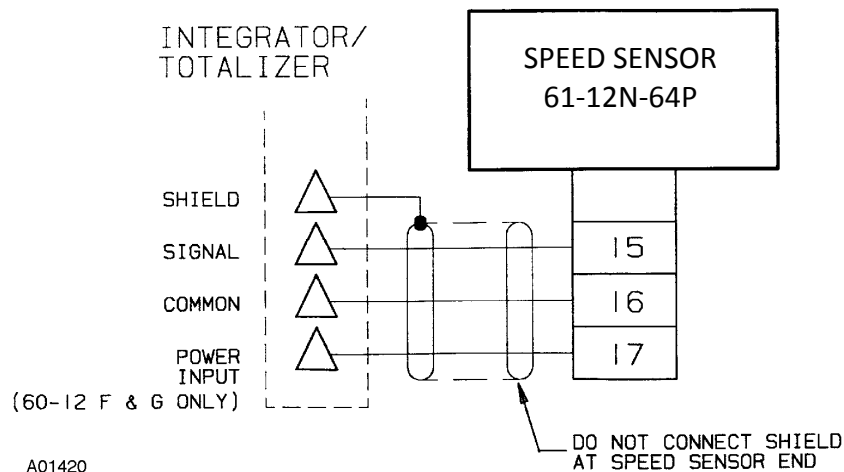 INTEGRATOR/
TOTALIZER
SPEED SENSOR
61-12N-64P
SHIELD
SIGNAL
15
COMMON
16
POWER
INPUT
(60-12 F & G ONLY)
17
DO NOT CONNECT SHIELD
AT SPEED SENSOR END
A01420